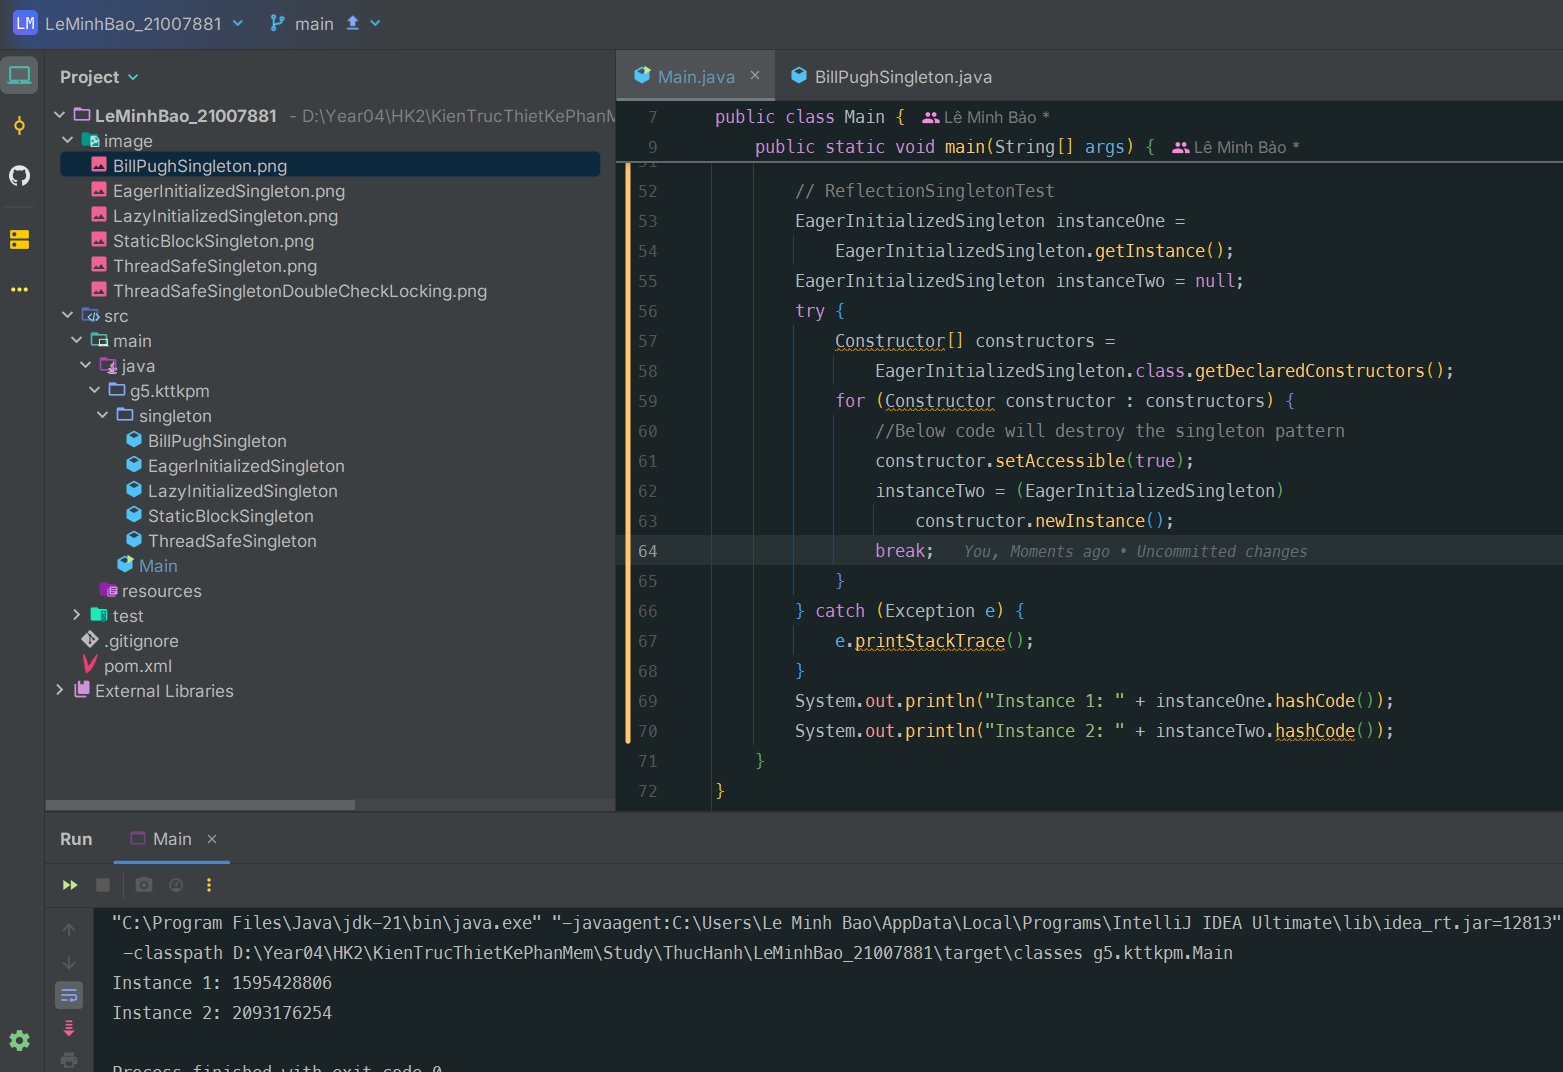 LM LeMinhBao_21007881 main
Project
LeMinhBao_21007881 - D:\Year04\HK2\KienTrucThietKePhanM
image
BillPughSingleton.png
EagerInitializedSingleton.png
LazyInitializedSingleton.png
StaticBlockSingleton.png
ThreadSafeSingleton.png
ThreadSafeSingletonDoubleCheckLocking.png
src
main
java
g5.kttkpm
singleton
BillPughSingleton
EagerInitializedSingleton
LazyInitializedSingleton
StaticBlockSingleton
ThreadSafeSingleton
Main
resources
test
.gitignore
pom.xml
External Libraries
Main.java × BillPughSingleton.java
7 public class Main { Lê Minh Bảo *
9 public static void main(String[] args) { Lê Minh Bảo *
51
52 // ReflectionSingletonTest
53 EagerInitializedSingleton instanceOne =
54 EagerInitializedSingleton.getInstance();
55 EagerInitializedSingleton instanceTwo = null;
56 try {
57 Constructor[] constructors =
58 EagerInitializedSingleton.class.getDeclaredConstructors();
59 for (Constructor constructor : constructors) {
60 //Below code will destroy the singleton pattern
61 constructor.setAccessible(true);
62 instanceTwo = (EagerInitializedSingleton)
63 constructor.newInstance();
64 break; You, Moments ago • Uncommitted changes
65 }
66 } catch (Exception e) {
67 e.printStackTrace();
68 }
69 System.out.println("Instance 1: " + instanceOne.hashCode());
70 System.out.println("Instance 2: " + instanceTwo.hashCode());
71 }
72 }
Run Main ×
"C:\Program Files\Java\jdk-21\bin\java.exe" "-javaagent:C:\Users\Le Minh Bao\AppData\Local\Programs\IntelliJ IDEA Ultimate\lib\idea_rt.jar=12813"
-classpath D:\Year04\HK2\KienTrucThietKePhanMem\Study\ThucHanh\LeMinhBao_21007881\target\classes g5.kttkpm.Main
Instance 1: 1595428806
Instance 2: 2093176254
Process finished with exit code 0